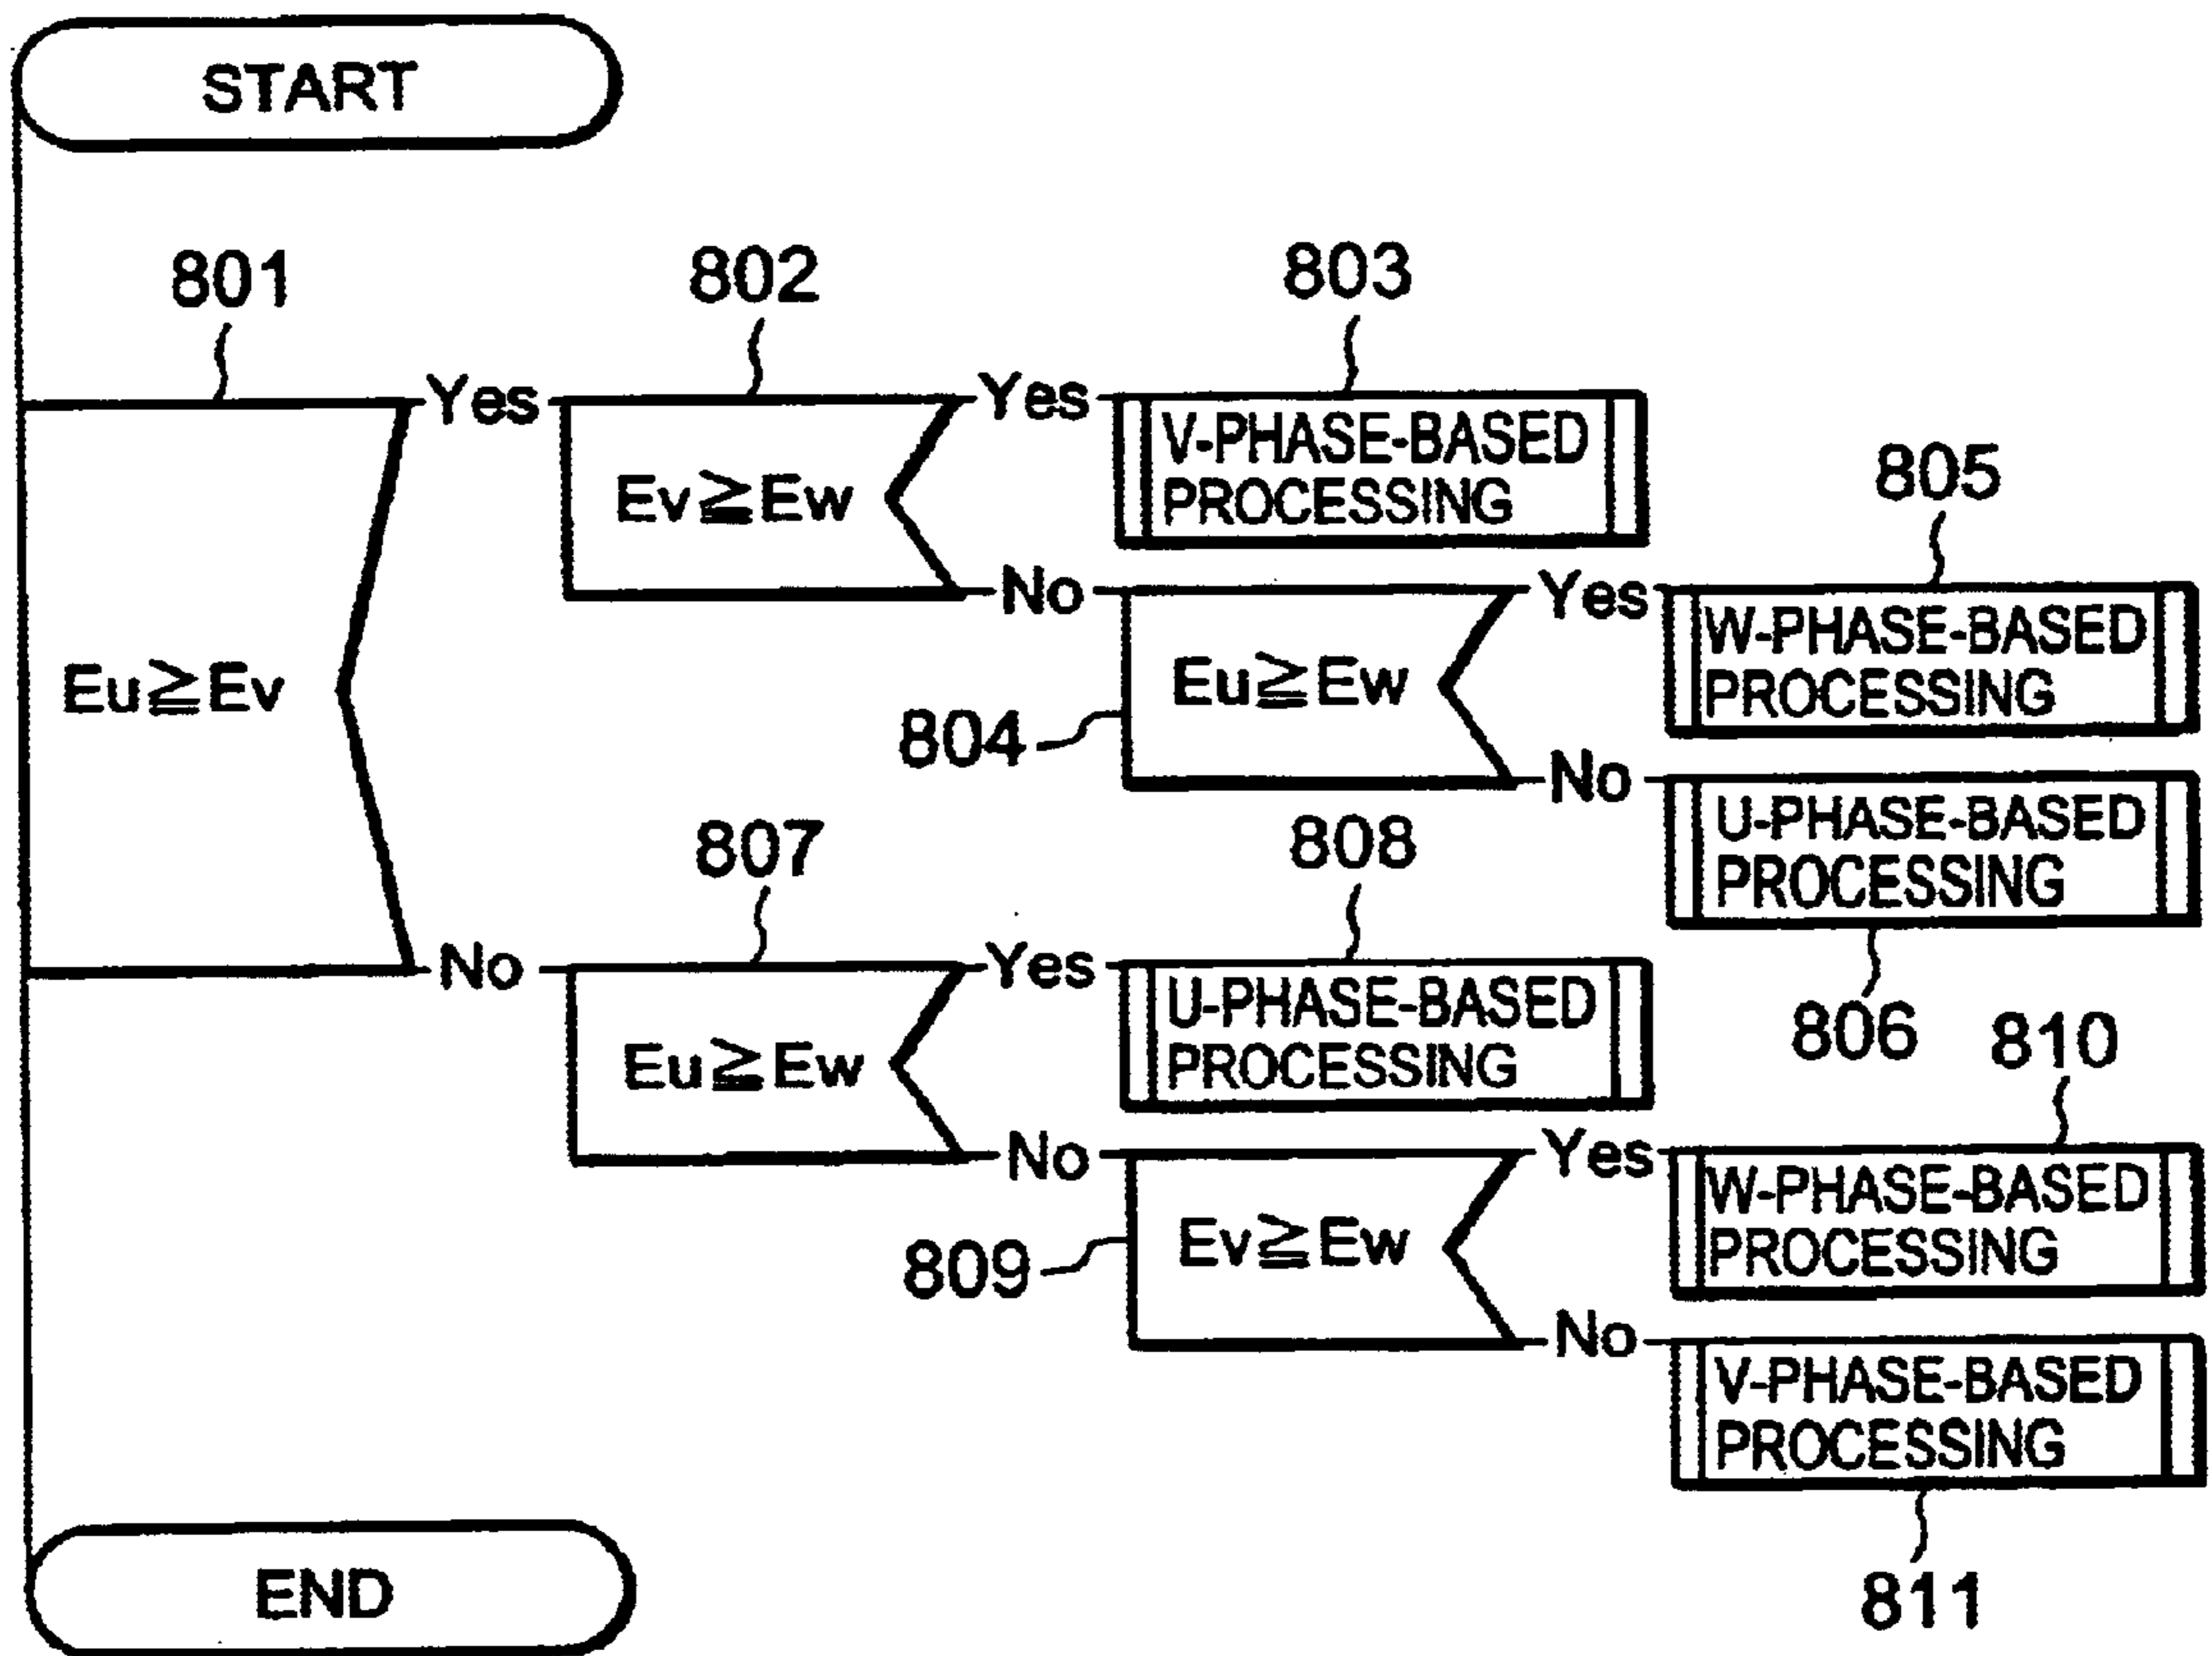 START
801
802
803
Yes
Yes
V-PHASE-BASED
PROCESSING
Ev≧Ew
805
No
Yes
W-PHASE-BASED
PROCESSING
Eu≧Ev
Eu≧Ew
804
No
U-PHASE-BASED
PROCESSING
806
807
808
No
Yes
U-PHASE-BASED
PROCESSING
Eu≧Ew
810
No
Yes
W-PHASE-BASED
PROCESSING
Ev≧Ew
809
No
V-PHASE-BASED
PROCESSING
811
END